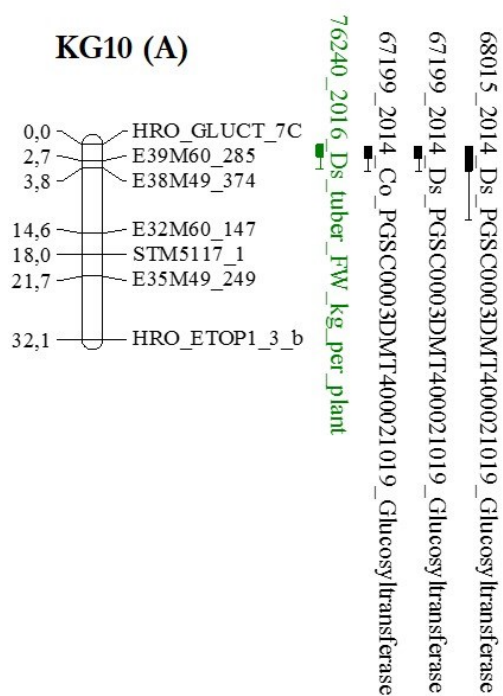 KG10 (A)
0,0 HRO_GLUCT_7C
2,7 E39M60_285
3,8 E38M49_374
14,6 E32M60_147
18,0 STM5117_1
21,7 E35M49_249
32,1 HRO_ETOP1_3_b
76240_2016_Ds_tuber_FW_kg_per_plant
67199_2014_Co_PGSC0003DMT400021019_Glucosyltransferase
67199_2014_Ds_PGSC0003DMT400021019_Glucosyltransferase
68015_2014_Ds_PGSC0003DMT400021019_Glucosyltransferase